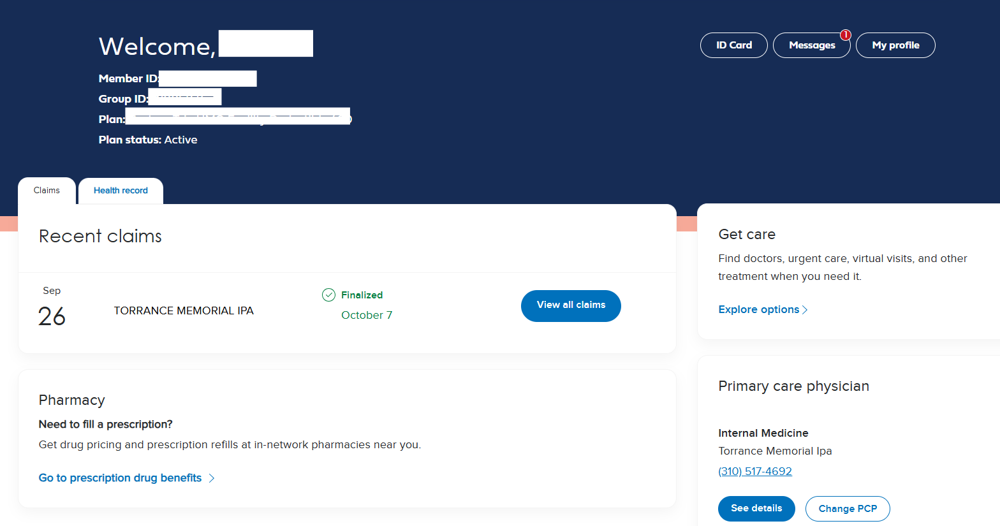 Welcome,
ID Card
Messages
1
My profile
Member ID:
Group ID:
Plan:
Plan status: Active
Claims
Health record
Recent claims
Sep
26
TORRANCE MEMORIAL IPA
Finalized
October 7
View all claims
Get care
Find doctors, urgent care, virtual visits, and other
treatment when you need it.
Explore options
Pharmacy
Need to fill a prescription?
Get drug pricing and prescription refills at in-network pharmacies near you.
Go to prescription drug benefits
Primary care physician
Internal Medicine
Torrance Memorial Ipa
(310) 517-4692
See details
Change PCP